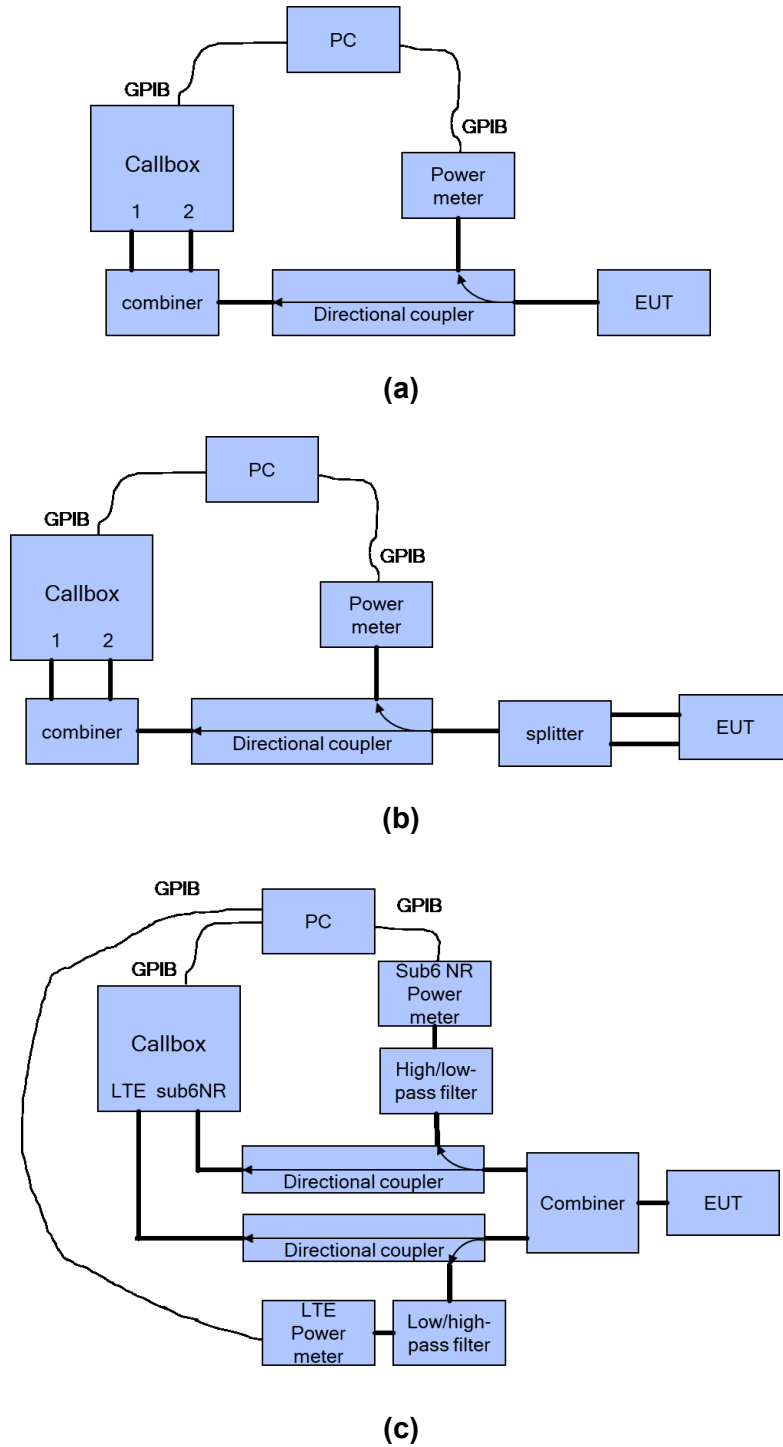 PC
GPIB
GPIB
Callbox
Power
meter
1 2
combiner
Directional coupler
EUT
(a)
PC
GPIB
GPIB
Callbox
Power
meter
1 2
combiner
Directional coupler
splitter
EUT
(b)
GPIB
PC
GPIB
GPIB
Sub6 NR
Power
meter
Callbox
LTE sub6NR
High/low-
pass filter
Directional coupler
Combiner
EUT
Directional coupler
LTE
Power
meter
Low/high-
pass filter
(c)